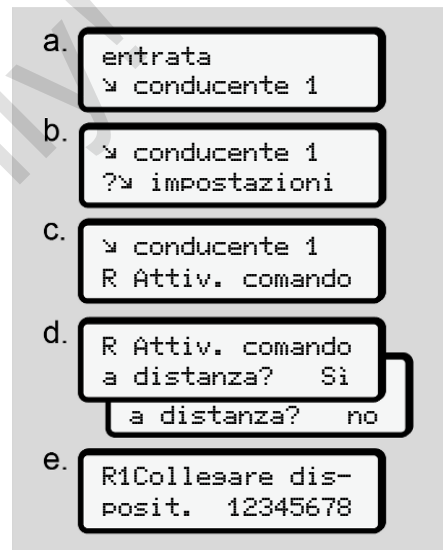 a.
entrata
↘ conducente 1
b.
↘ conducente 1
?↘ impostazioni
c.
↘ conducente 1
R Attiv. comando
d.
R Attiv. comando
a distanza? Sì
a distanza? no
e.
R1Collegare dis-
posit. 12345678